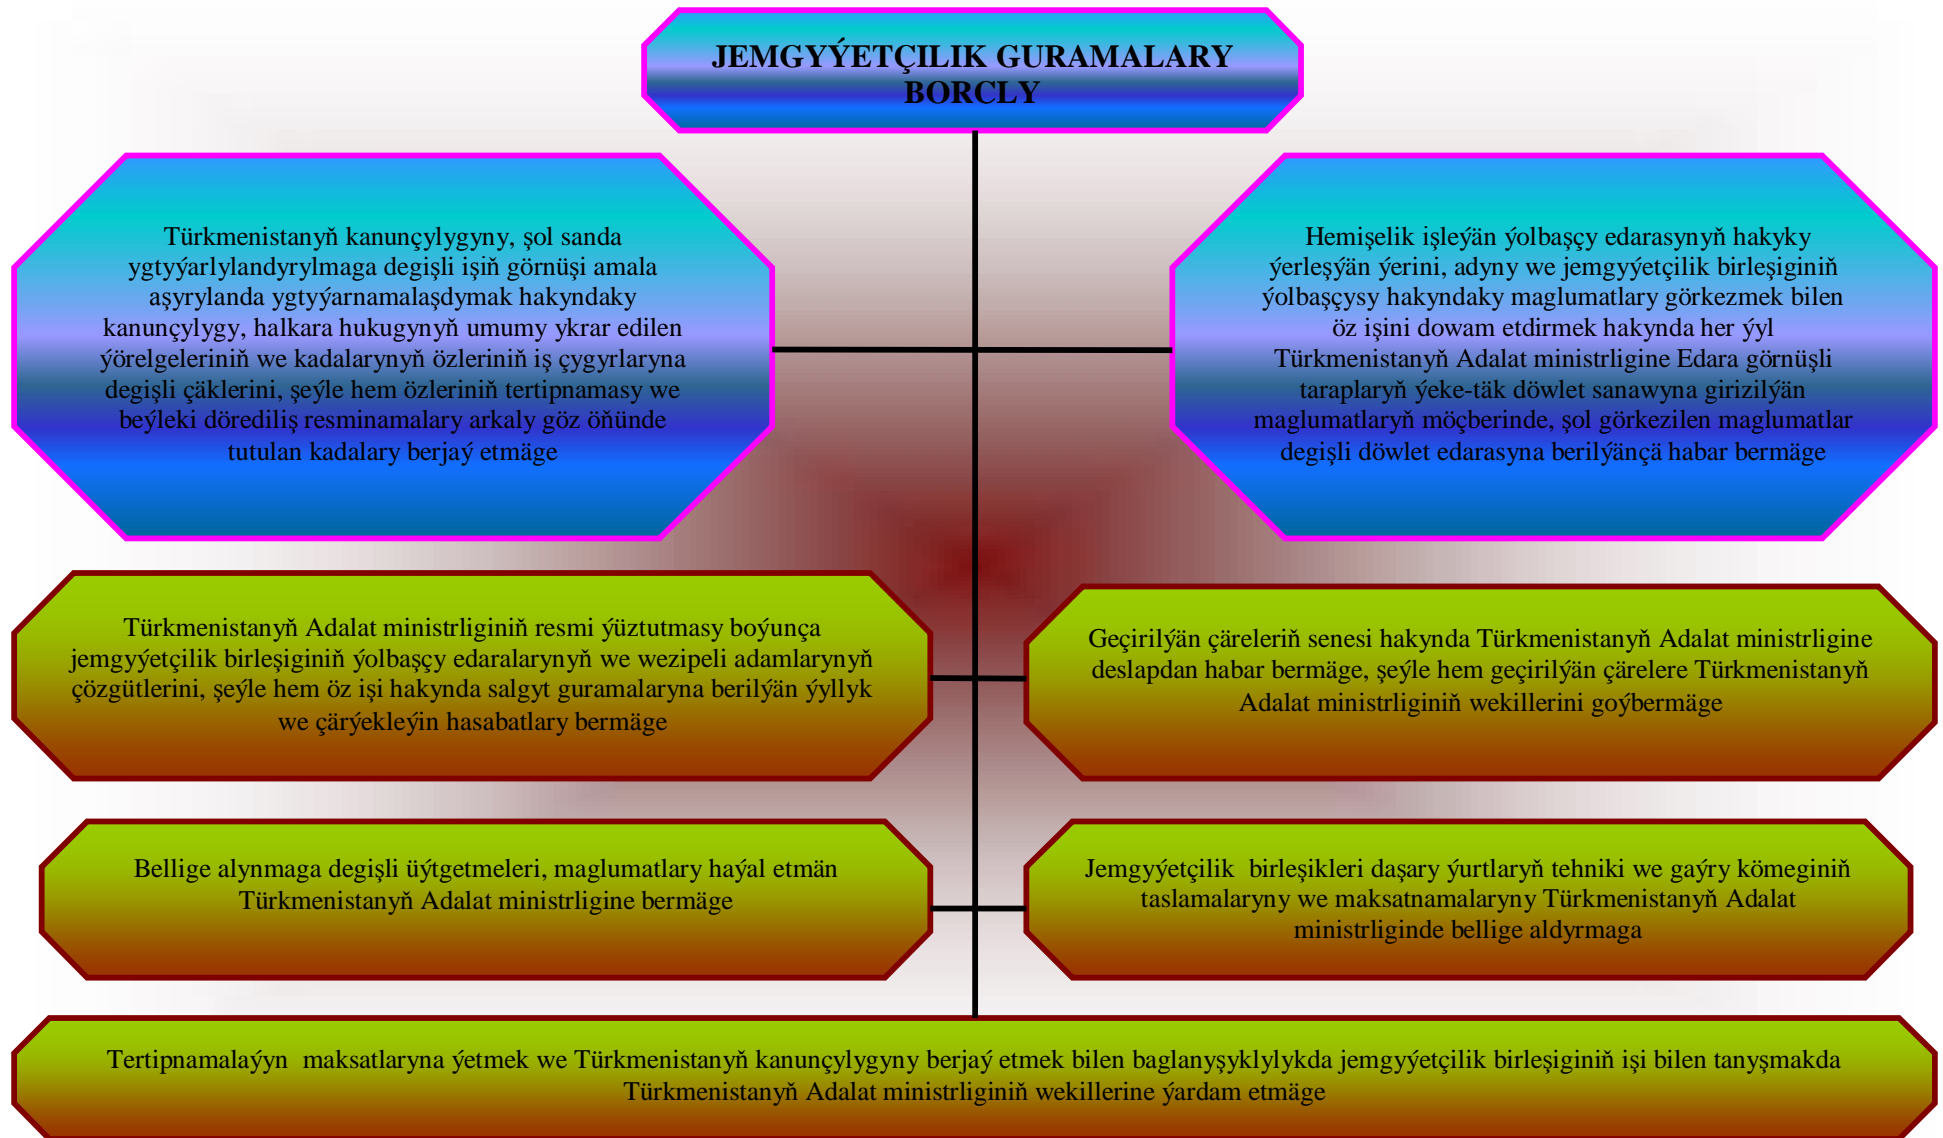 JEMGYÝETÇILIK GURAMALARY
BORCLY
Türkmenistanyň kanunçylygyny, şol sanda
ygtyýarlylandyrylmaga degişli işiň görnüşi amala
aşyrylanda ygtyýarnamalaşdymak hakyndaky
kanunçylygy, halkara hukugynyň umumy ykrar edilen
ýörelgeleriniň we kadalarynyň özleriniň iş çygyrlaryna
degişli çäklerini, şeýle hem özleriniň tertipnamasy we
beýleki dörediliş resminamalary arkaly göz öňünde
tutulan kadalary berjaý etmäge
Hemişelik işleýän ýolbaşçy edarasynyň hakyky
ýerleşýän ýerini, adyny we jemgyýetçilik birleşiginiň
ýolbaşçysy hakyndaky maglumatlary görkezmek bilen
öz işini dowam etdirmek hakynda her ýyl
Türkmenistanyň Adalat ministrligine Edara görnüşli
taraplaryň ýeke-täk döwlet sanawyna girizilýän
maglumatlaryň möçberinde, şol görkezilen maglumatlar
degişli döwlet edarasyna berilýänçä habar bermäge
Türkmenistanyň Adalat ministrliginiň resmi ýüztutmasy boýunça
jemgyýetçilik birleşiginiň ýolbaşçy edaralarynyň we wezipeli adamlarynyň
çözgütlerini, şeýle hem öz işi hakynda salgyt guramalaryna berilýän ýyllyk
we çärýekleýin hasabatlary bermäge
Geçirilýän çäreleriň senesi hakynda Türkmenistanyň Adalat ministrligine
deslapdan habar bermäge, şeýle hem geçirilýän çärelere Türkmenistanyň
Adalat ministrliginiň wekillerini goýbermäge
Bellige alynmaga degişli üýtgetmeleri, maglumatlary haýal etmän
Türkmenistanyň Adalat ministrligine bermäge
Jemgyýetçilik  birleşikleri daşary ýurtlaryň tehniki we gaýry kömeginiň
taslamalaryny we maksatnamalaryny Türkmenistanyň Adalat
ministrliginde bellige aldyrmaga
Tertipnamalaýyn  maksatlaryna ýetmek we Türkmenistanyň kanunçylygyny berjaý etmek bilen baglanyşyklylykda jemgyýetçilik birleşiginiň işi bilen tanyşmakda
Türkmenistanyň Adalat ministrliginiň wekillerine ýardam etmäge